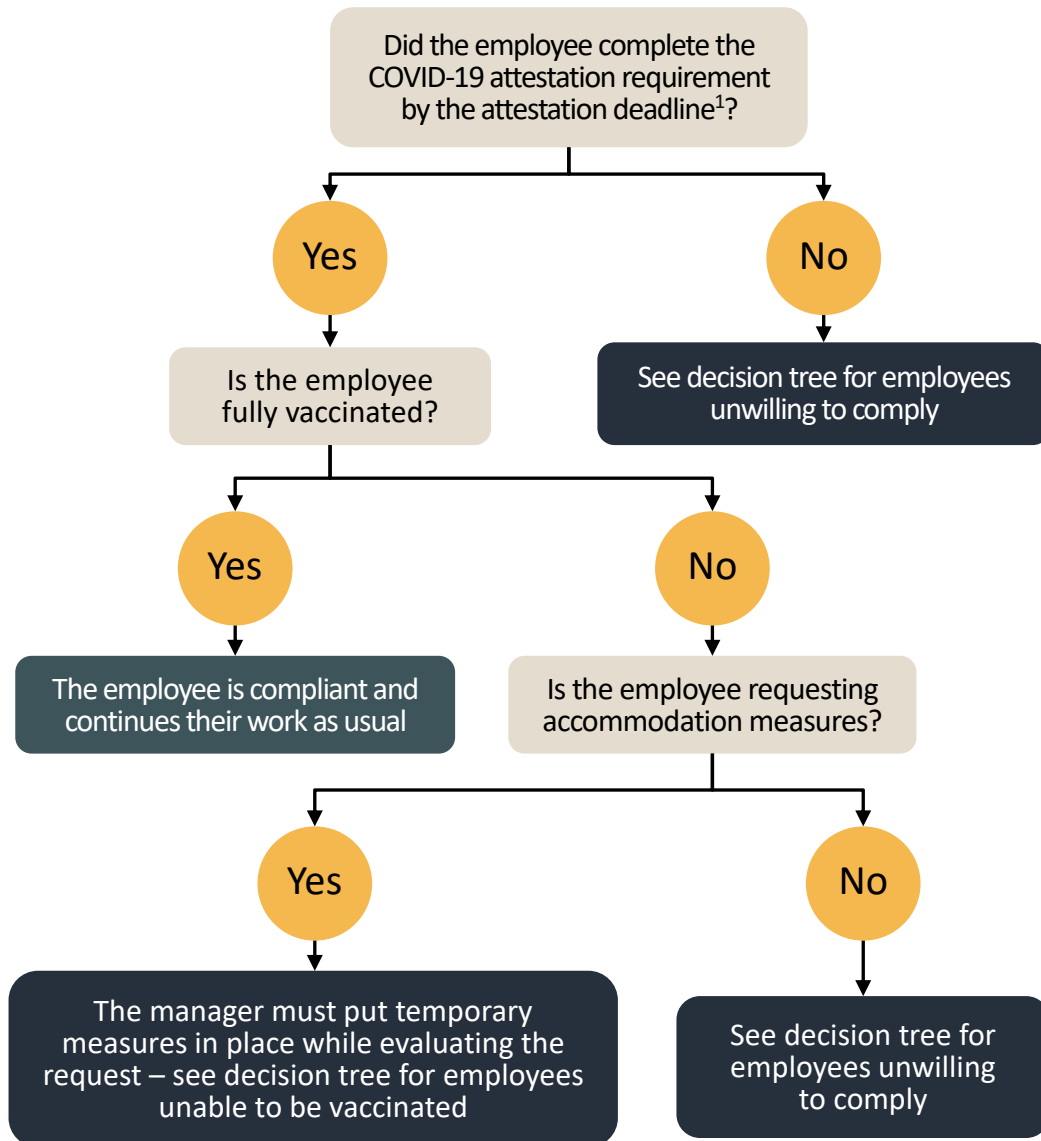 Did the employee complete the
COVID-19 attestation requirement
by the attestation deadline¹?
Yes
No
Is the employee
fully vaccinated?
See decision tree for employees
unwilling to comply
Yes
No
The employee is compliant and
continues their work as usual
Is the employee requesting
accommodation measures?
Yes
No
The manager must put temporary
measures in place while evaluating the
request – see decision tree for employees
unable to be vaccinated
See decision tree for
employees unwilling
to comply